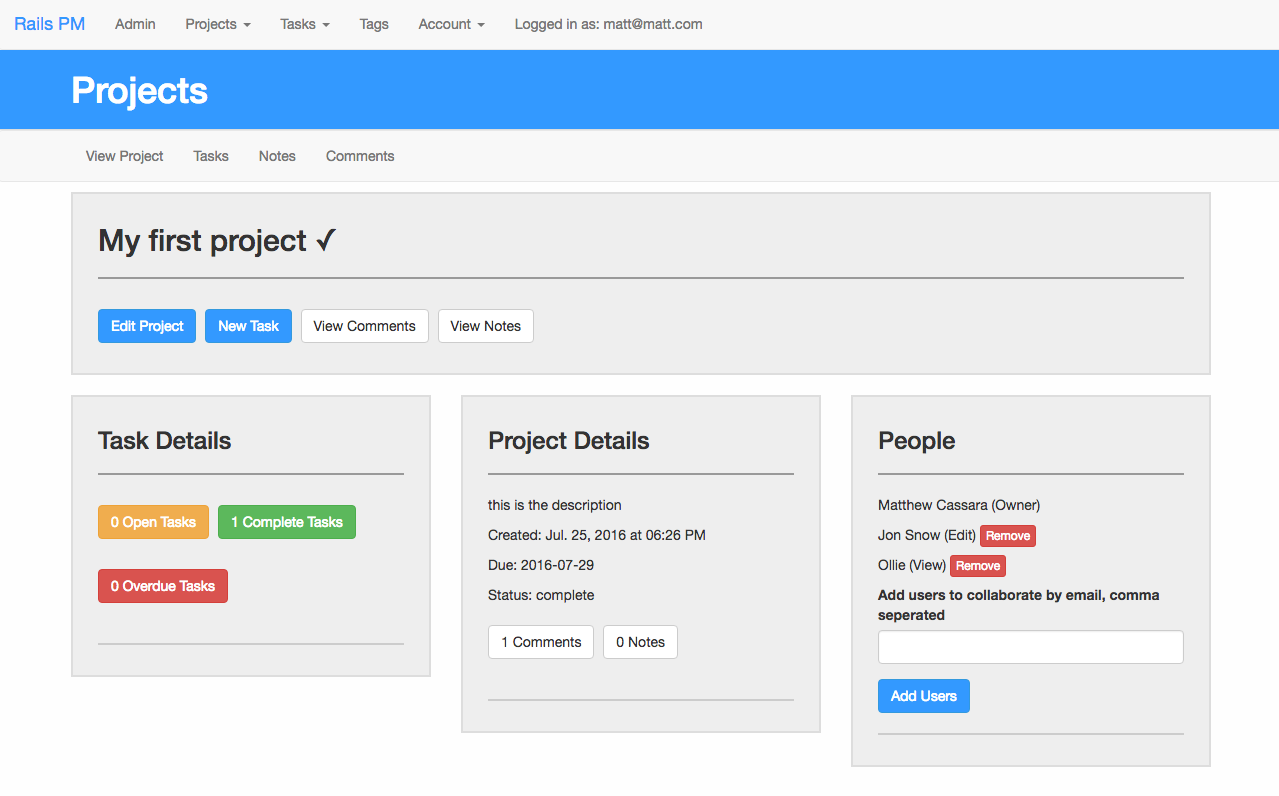 Rails PM Admin Projects Tasks Tags Account Logged in as: matt@matt.com
Projects
View Project Tasks Notes Comments
My first project ✓
Edit Project New Task View Comments View Notes
Task Details
0 Open Tasks 1 Complete Tasks
0 Overdue Tasks
Project Details
this is the description
Created: Jul. 25, 2016 at 06:26 PM
Due: 2016-07-29
Status: complete
1 Comments 0 Notes
People
Matthew Cassara (Owner)
Jon Snow (Edit) Remove
Ollie (View) Remove
Add users to collaborate by email, comma
seperated
Add Users